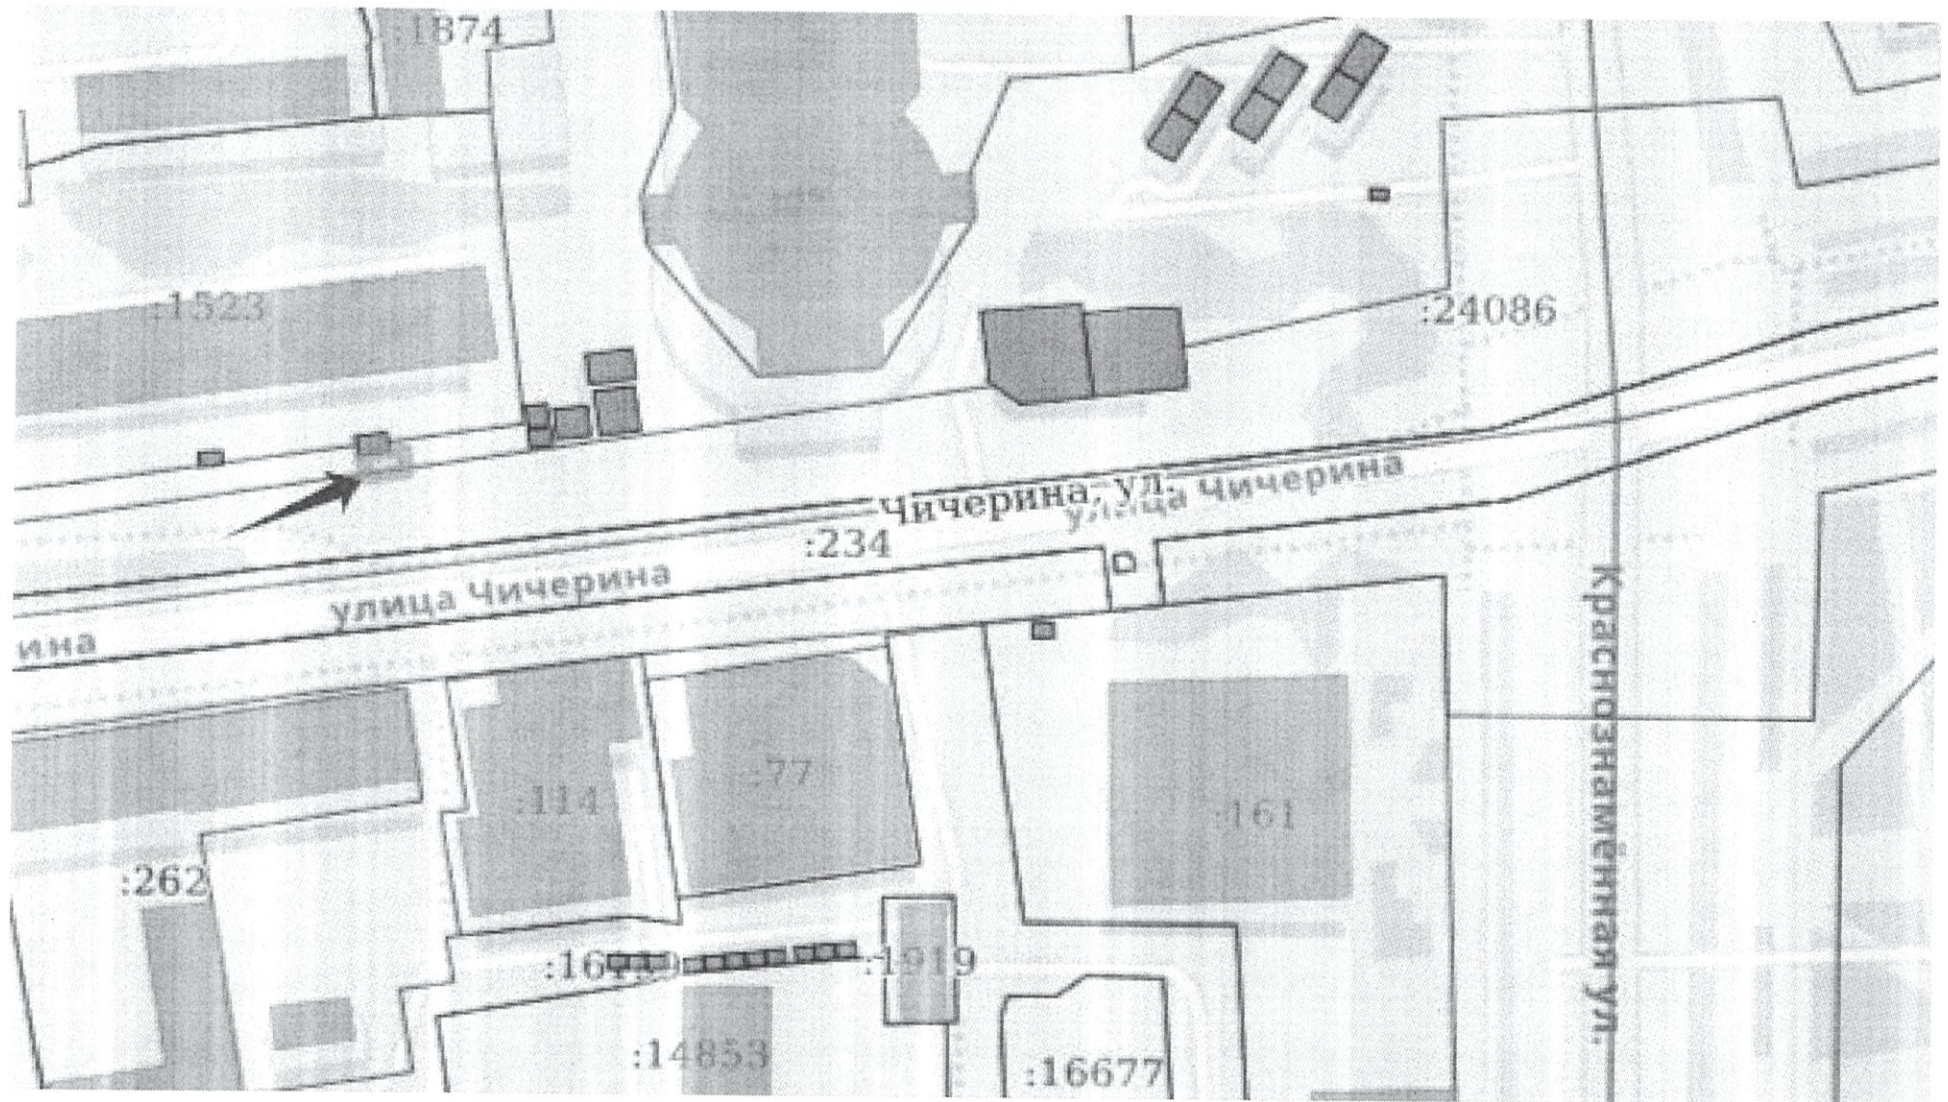 :1874
:1523
:24086
Чичерина, ул.
улица Чичерина
:234
улица Чичерина
ина
Краснознамённая ул.
:77
:114
:161
:262
:1919
:14853
:16677